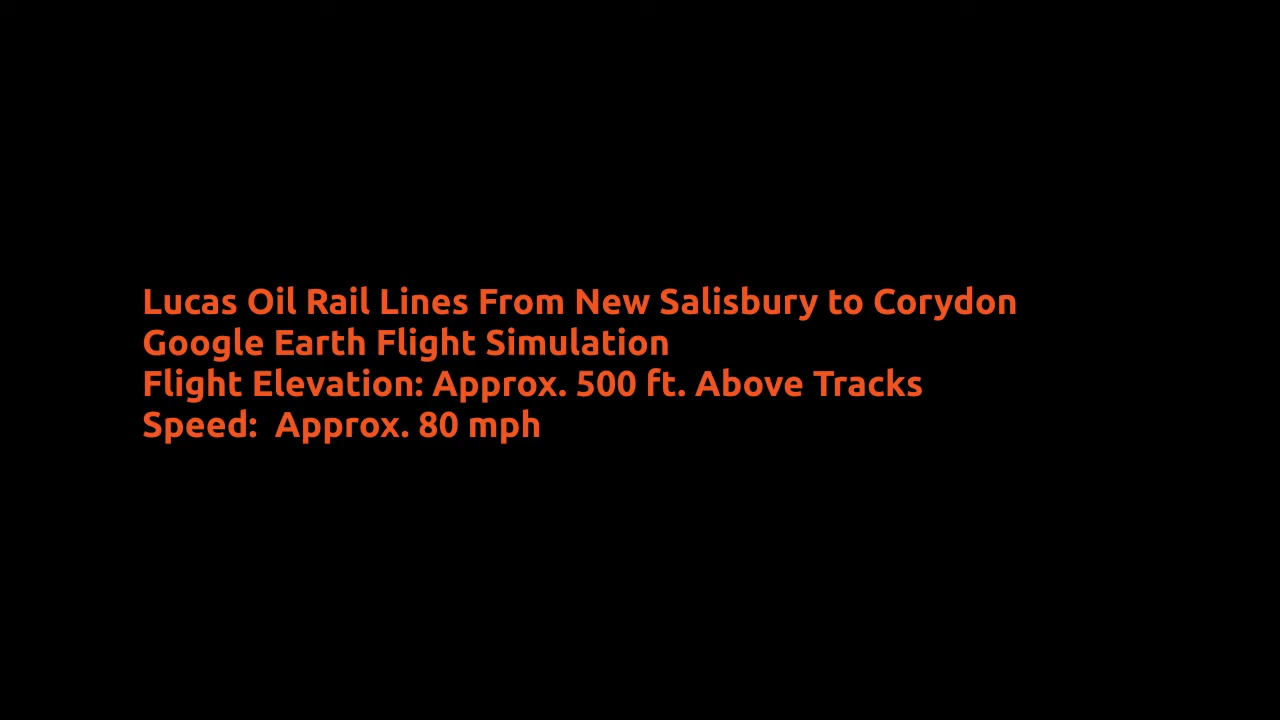 Lucas Oil Rail Lines From New Salisbury to Corydon
Google Earth Flight Simulation
Flight Elevation: Approx. 500 ft. Above Tracks
Speed:  Approx. 80 mph